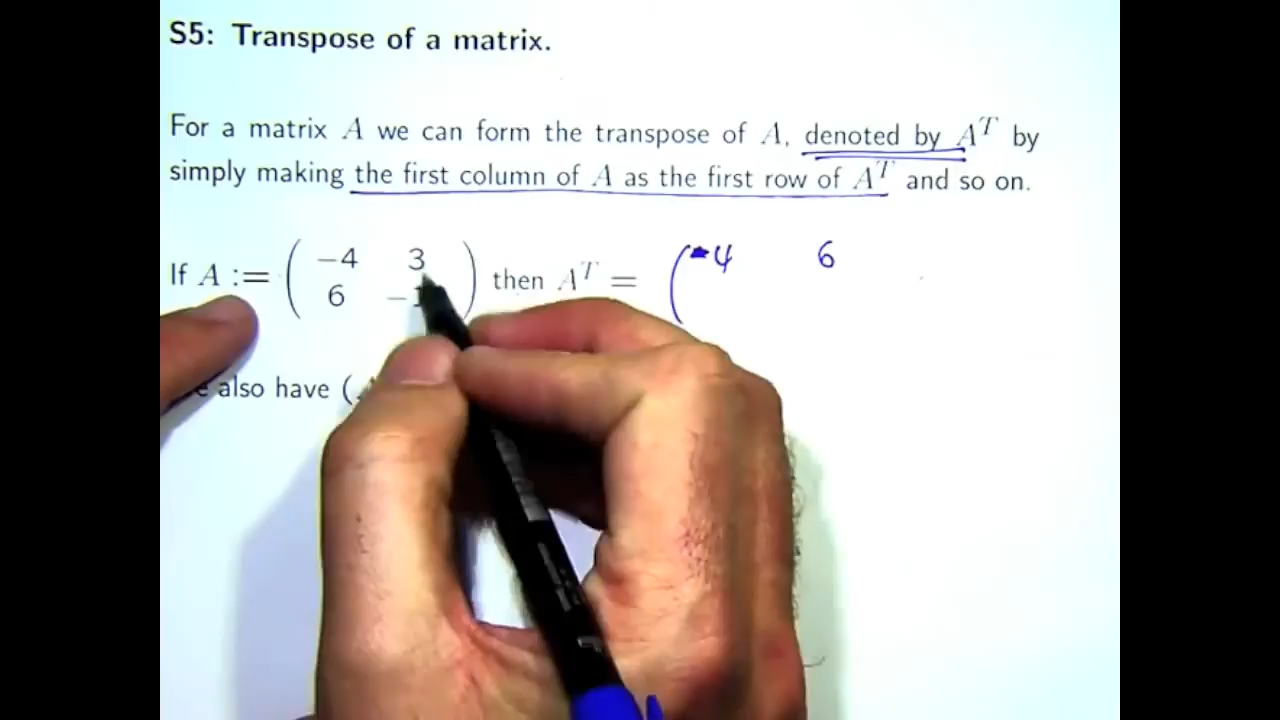 S5: Transpose of a matrix.
For a matrix A we can form the transpose of A, denoted by A^T by
simply making the first column of A as the first row of A^T and so on.
If A := ( −4 3 ) then A^T = ( -4 6
6
also have (